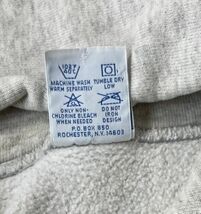 MACHINE WASH TUMBLE DRY
WARM SEPARATELY LOW
ONLY NON- DO NOT
CHLORINE BLEACH IRON
WHEN NEEDED DESIGN
P.O. BOX 850
ROCHESTER, N.Y. 14603